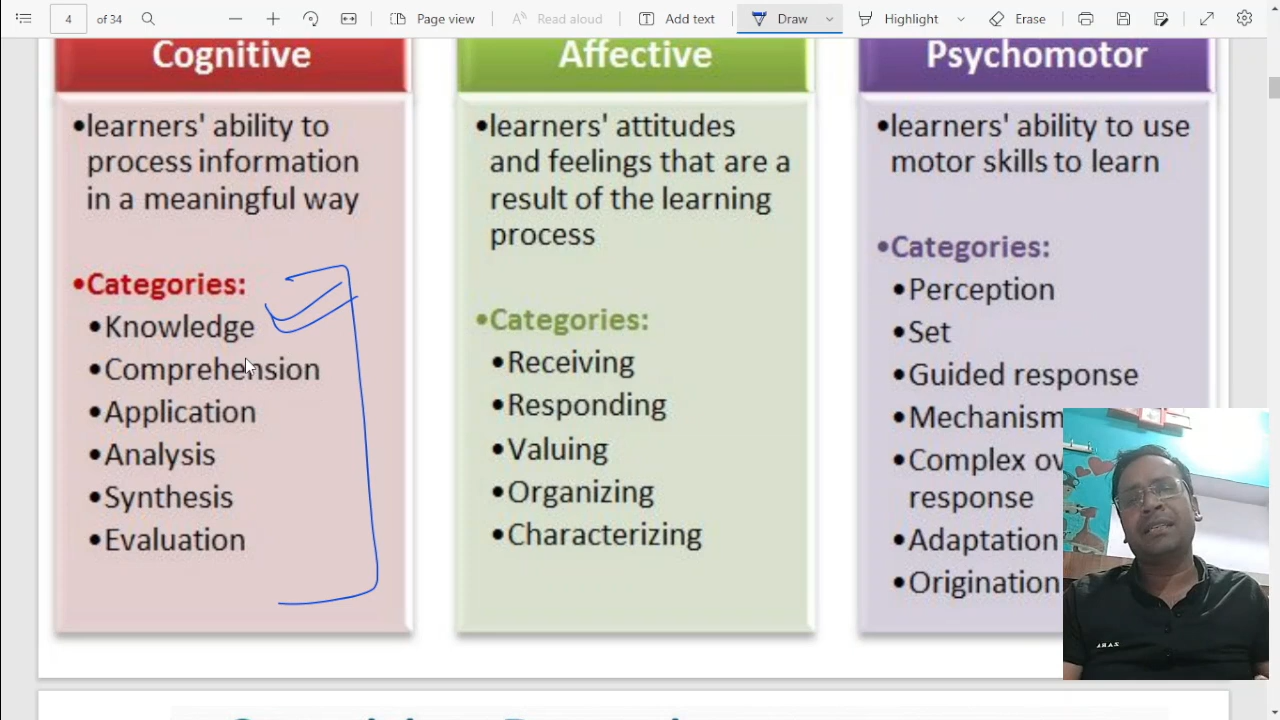 4 of 34 Page view Read aloud Add text Draw Highlight Erase
Cognitive
•learners' ability to
process information
in a meaningful way
•Categories:
•Knowledge
•Comprehension
•Application
•Analysis
•Synthesis
•Evaluation
Affective
•learners' attitudes
and feelings that are a
result of the learning
process
•Categories:
•Receiving
•Responding
•Valuing
•Organizing
•Characterizing
Psychomotor
•learners' ability to use
motor skills to learn
•Categories:
•Perception
•Set
•Guided response
•Mechanism
•Complex ov
response
•Adaptation
•Origination